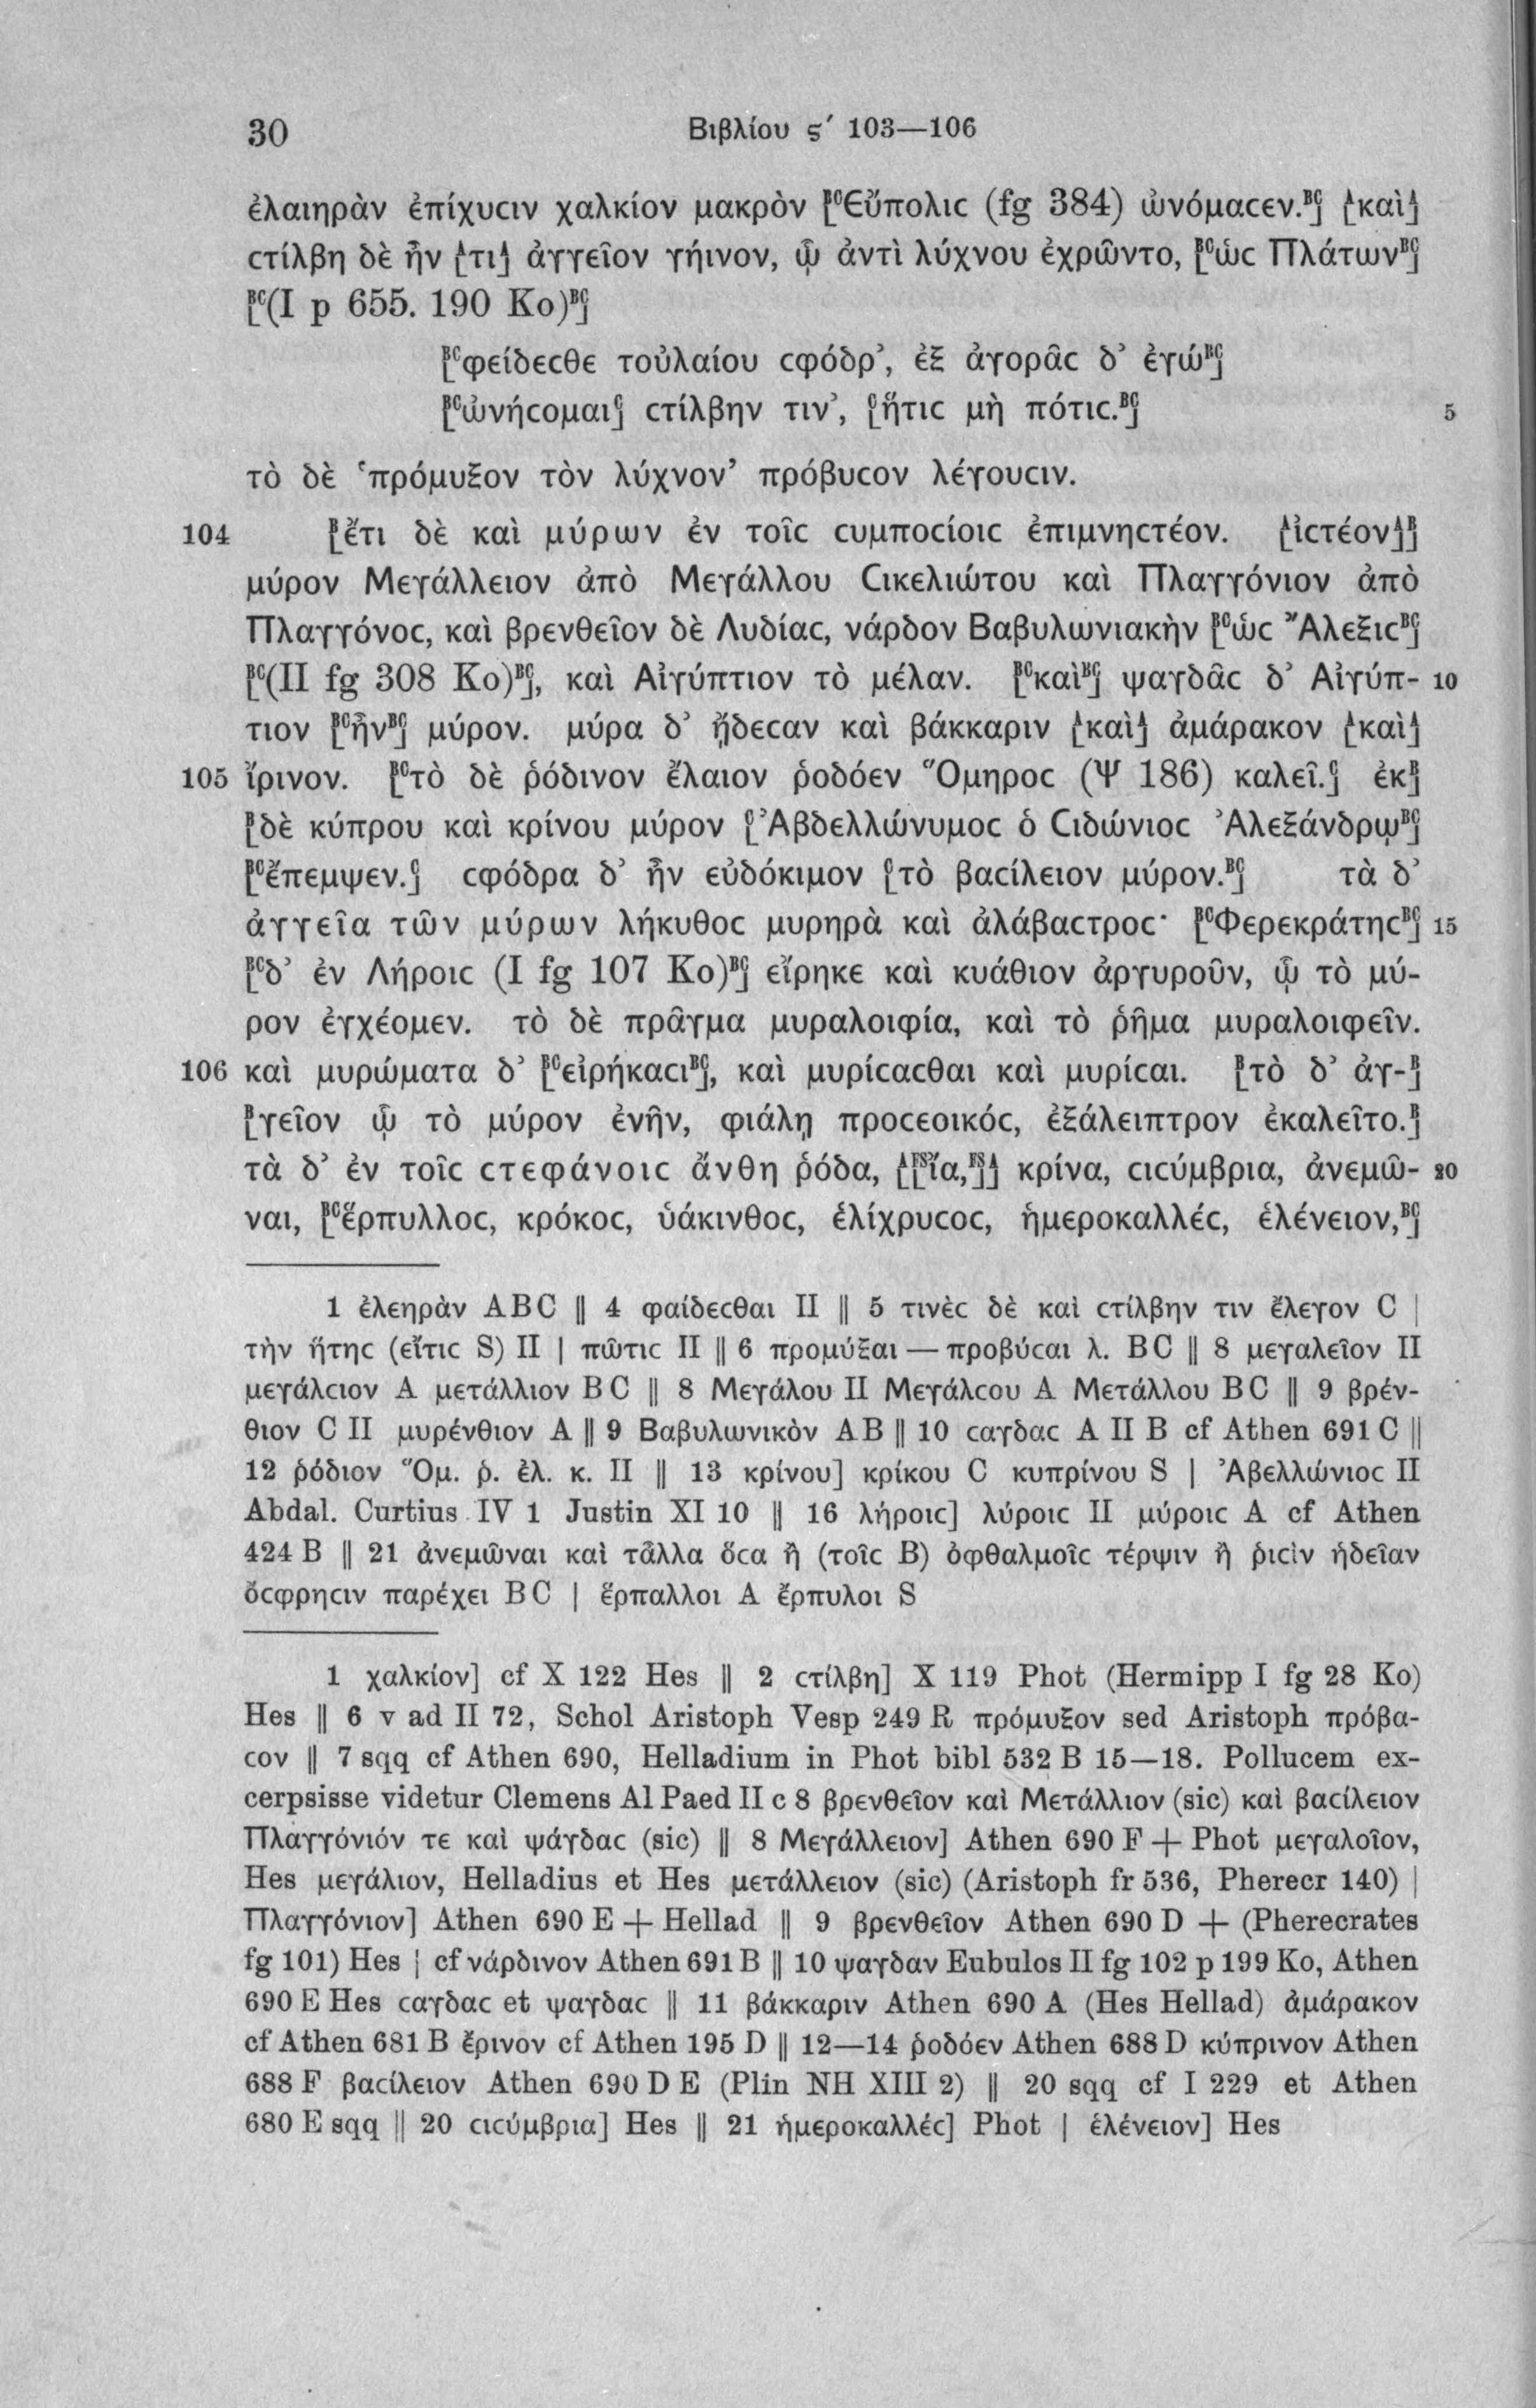 30 Βιβλίου ϛʹ 103—106
ἐλαιηρὰν ἐπίχυϲιν χαλκίον μακρὸν [ᴮᶜΕὔπολιϲ (fg 384) ὠνόμαϲεν.ᴮᶜ] [ᴬκαὶᴬ]
ϲτίλβη δὲ ἦν [ᴬτιᴬ] ἀγγεῖον γήινον, ᾧ ἀντὶ λύχνου ἐχρῶντο, [ᴮᶜὡϲ Πλάτωνᴮᶜ]
[ᴮᶜ(I p 655. 190 Ko)ᴮᶜ]
[ᴮᶜφείδεϲθε τοὐλαίου ϲφόδρ’, ἐξ ἀγορᾶϲ δ’ ἐγώᴮᶜ]
[ᴮᶜὠνήϲομαι] ϲτίλβην τιν’, [ᶜἥτιϲ μὴ πότιϲ.ᴮᶜ] 5
τὸ δὲ ‘πρόμυξον τὸν λύχνον’ πρόβυϲον λέγουϲιν.
104 [ᴮἔτι δὲ καὶ μύρων ἐν τοῖϲ ϲυμποϲίοιϲ ἐπιμνηϲτέον. [ᴬἰϲτέονᴬ]ᴮ]
μύρον Μεγάλλειον ἀπὸ Μεγάλλου Ϲικελιώτου καὶ Πλαγγόνιον ἀπὸ
Πλαγγόνοϲ, καὶ βρενθεῖον δὲ Λυδίαϲ, νάρδον Βαβυλωνιακὴν [ᴮᶜὡϲ Ἄλεξιϲᴮᶜ]
[ᴮᶜ(II fg 308 Ko)ᴮᶜ], καὶ Αἰγύπτιον τὸ μέλαν. [ᴮᶜκαὶᴮᶜ] ψαγδᾶϲ δ’ Αἰγύπ- 10
τιον [ᴮᶜἦνᴮᶜ] μύρον. μύρα δ’ ᾔδεϲαν καὶ βάκκαριν [ᴬκαὶᴬ] ἀμάρακον [ᴬκαὶᴬ]
105 ἴρινον. [ᴮᶜτὸ δὲ ῥόδινον ἔλαιον ῥοδόεν Ὅμηροϲ (Ψ 186) καλεῖ.ᶜ] ἐκᴮ]
[ᴮδὲ κύπρου καὶ κρίνου μύρον [ᶜἈβδελλώνυμοϲ ὁ Ϲιδώνιοϲ Ἀλεξάνδρῳᴮᶜ]
[ᴮᶜἔπεμψεν.ᶜ] ϲφόδρα δ’ ἦν εὐδόκιμον [ᶜτὸ βαϲίλειον μύρον.ᴮᶜ] τὰ δ’
ἀγγεῖα τῶν μύρων λήκυθοϲ μυρηρὰ καὶ ἀλάβαϲτροϲ· [ᴮᶜΦερεκράτηϲᴮᶜ] 15
[ᴮᶜδ’ ἐν Λήροιϲ (I fg 107 Ko)ᴮᶜ] εἴρηκε καὶ κυάθιον ἀργυροῦν, ᾧ τὸ μύ-
ρον ἐγχέομεν. τὸ δὲ πρᾶγμα μυραλοιφία, καὶ τὸ ῥῆμα μυραλοιφεῖν.
106 καὶ μυρώματα δ’ [ᴮᶜεἰρήκαϲιᴮᶜ], καὶ μυρίϲαϲθαι καὶ μυρίϲαι. [ᴮτὸ δ’ ἀγ-ᴮ]
[ᴮγεῖον ᾧ τὸ μύρον ἐνῆν, φιάλῃ προϲεοικόϲ, ἐξάλειπτρον ἐκαλεῖτο.ᴮ]
τὰ δ’ ἐν τοῖϲ ϲτεφάνοιϲ ἄνθη ῥόδα, [ᴬ[ᶠˢἴα,ᶠˢ]ᴬ] κρίνα, ϲιϲύμβρια, ἀνεμῶ- 20
ναι, [ᴮᶜἕρπυλλοϲ, κρόκοϲ, ὑάκινθοϲ, ἑλίχρυϲοϲ, ἡμεροκαλλέϲ, ἑλένειον,ᴮᶜ]
1 ἐλεηρὰν ABC ‖ 4 φαίδεϲθαι II ‖ 5 τινὲϲ δὲ καὶ ϲτίλβην τιν ἔλεγον C |
τὴν ἥτηϲ (εἴτιϲ S) II | πῶτιϲ II ‖ 6 προμύξαι — προβύϲαι λ. BC ‖ 8 μεγαλεῖον II
μεγάλϲιον A μετάλλιον BC ‖ 8 Μεγάλου II Μεγάλϲου A Μετάλλου BC ‖ 9 βρέν-
θιον C II μυρένθιον A ‖ 9 Βαβυλωνικὸν AB ‖ 10 ϲαγδαϲ A II B cf Athen 691 C ‖
12 ῥόδιον Ὅμ. ῥ. ἐλ. κ. II ‖ 13 κρίνου] κρίκου C κυπρίνου S | Ἀβελλώνιοϲ II
Abdal. Curtius IV 1 Justin XI 10 ‖ 16 λήροιϲ] λύροιϲ II μύροιϲ A cf Athen
424 B ‖ 21 ἀνεμῶναι καὶ τἆλλα ὅϲα ἢ (τοῖϲ B) ὀφθαλμοῖϲ τέρψιν ἢ ῥιϲὶν ἡδεῖαν
ὄϲφρηϲιν παρέχει BC | ἕρπαλλοι A ἔρπυλοι S
1 χαλκίον] cf X 122 Hes ‖ 2 ϲτίλβη] X 119 Phot (Hermipp I fg 28 Ko)
Hes ‖ 6 v ad II 72, Schol Aristoph Vesp 249 R πρόμυξον sed Aristoph πρόβα-
ϲον ‖ 7 sqq cf Athen 690, Helladium in Phot bibl 532 B 15—18. Pollucem ex-
cerpsisse videtur Clemens Al Paed II c 8 βρενθεῖον καὶ Μετάλλιον (sic) καὶ βαϲίλειον
Πλαγγόνιόν τε καὶ ψάγδαϲ (sic) ‖ 8 Μεγάλλειον] Athen 690 F + Phot μεγαλοῖον,
Hes μεγάλιον, Helladius et Hes μετάλλειον (sic) (Aristoph fr 536, Pherecr 140) |
Πλαγγόνιον] Athen 690 E + Hellad ‖ 9 βρενθεῖον Athen 690 D + (Pherecrates
fg 101) Hes | cf νάρδινον Athen 691 B ‖ 10 ψαγδαν Eubulos II fg 102 p 199 Ko, Athen
690 E Hes ϲαγδαϲ et ψαγδαϲ ‖ 11 βάκκαριν Athen 690 A (Hes Hellad) ἀμάρακον
cf Athen 681 B ἔρινον cf Athen 195 D ‖ 12—14 ῥοδόεν Athen 688 D κύπρινον Athen
688 F βαϲίλειον Athen 690 D E (Plin NH XIII 2) ‖ 20 sqq cf I 229 et Athen
680 E sqq ‖ 20 ϲιϲύμβρια] Hes ‖ 21 ἡμεροκαλλέϲ] Phot | ἑλένειον] Hes